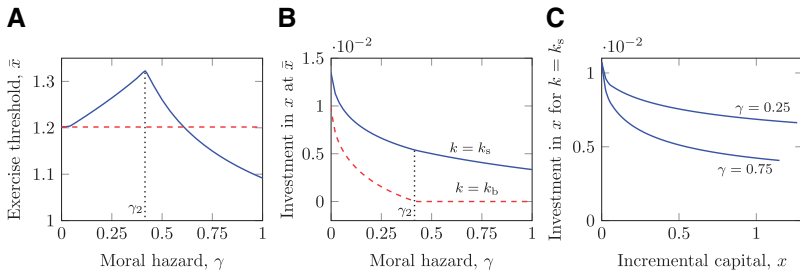 A
Exercise threshold, x̄
1.3
1.2
1.1
1
γ₂
0
0.25
0.5
0.75
1
Moral hazard, γ
B
·10⁻²
Investment in x at x̄
1.5
1
0.5
0
k = kₛ
k = k_b
γ₂
0
0.25
0.5
0.75
1
Moral hazard, γ
C
·10⁻²
Investment in x for k = kₛ
1
0.5
0
γ = 0.25
γ = 0.75
0
0.5
1
Incremental capital, x